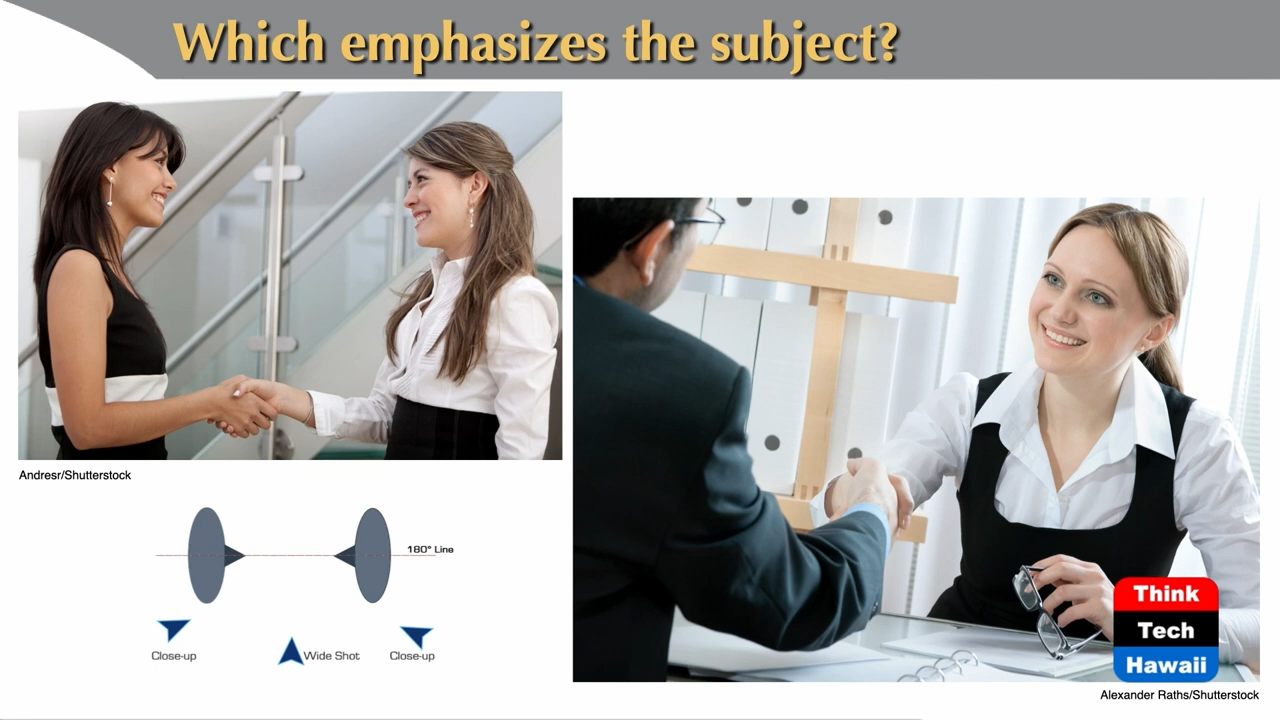 Which emphasizes the subject?
Andresr/Shutterstock
180° Line
Close-up
Wide Shot
Close-up
Think
Tech
Hawaii
Alexander Raths/Shutterstock